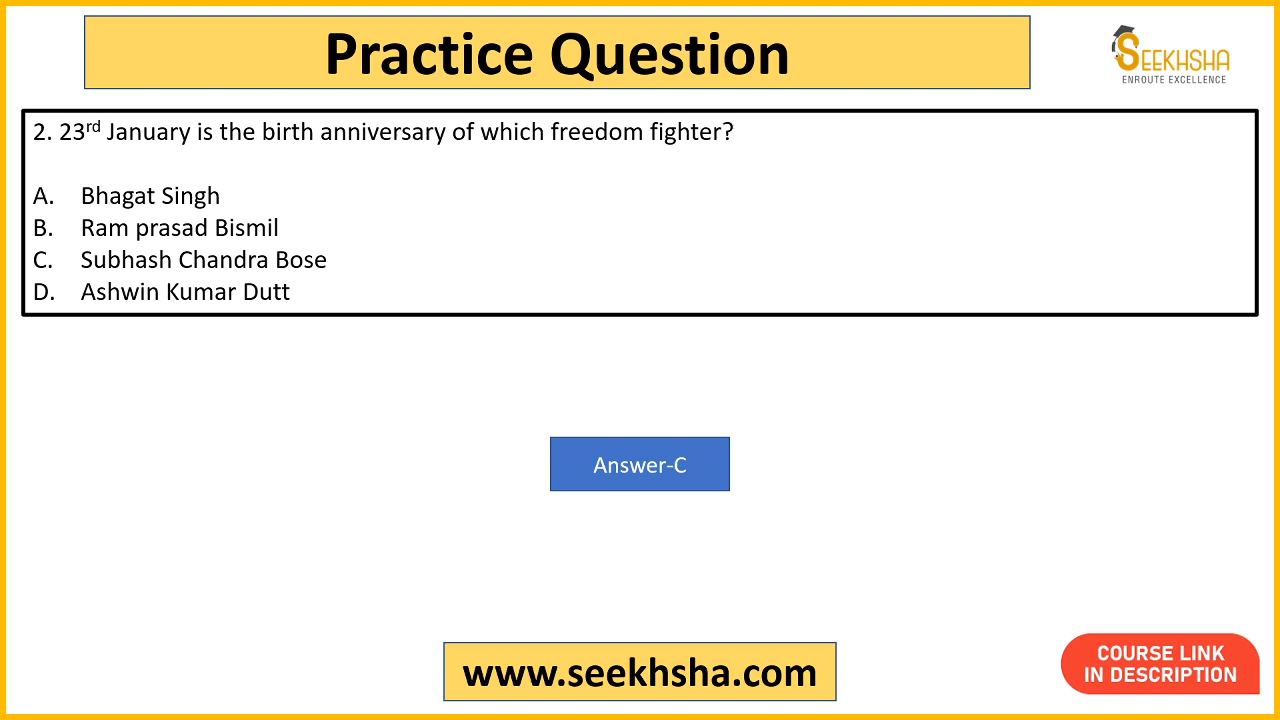 Practice Question
SEEKHSHA
ENROUTE EXCELLENCE
2. 23rd January is the birth anniversary of which freedom fighter?
A. Bhagat Singh
B. Ram prasad Bismil
C. Subhash Chandra Bose
D. Ashwin Kumar Dutt
Answer-C
www.seekhsha.com
COURSE LINK
IN DESCRIPTION